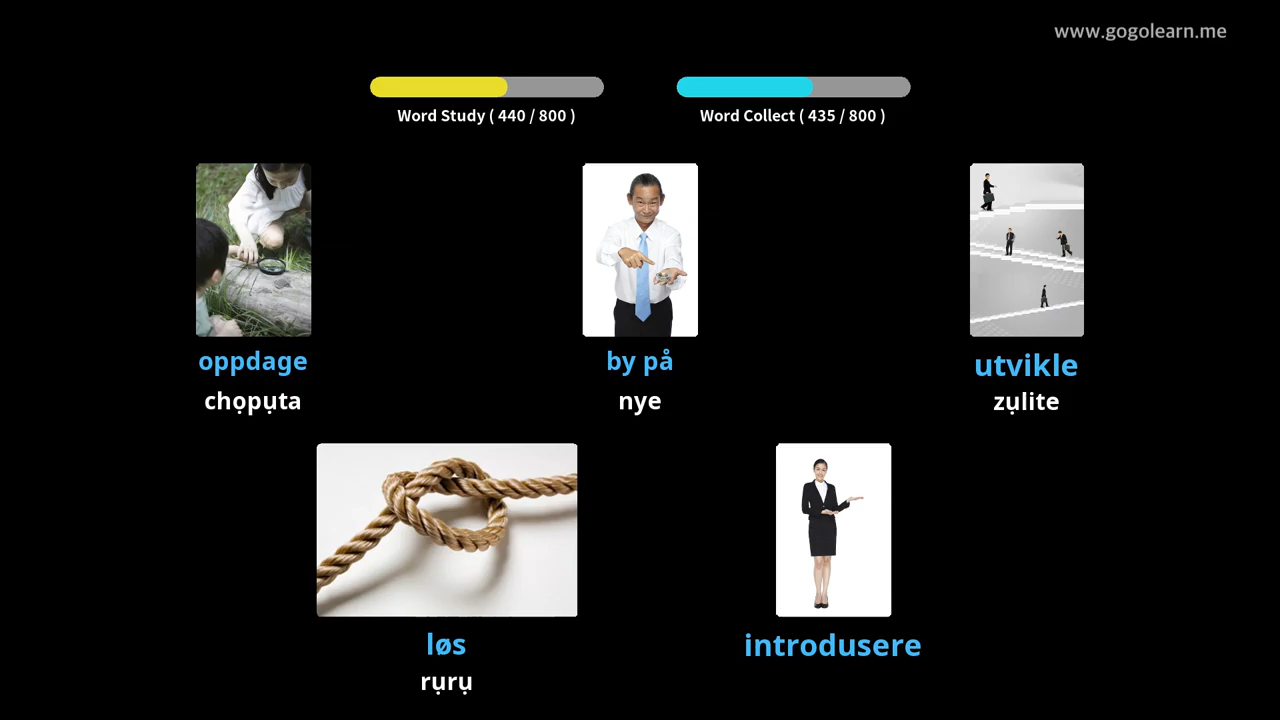 www.gogolearn.me
Word Study ( 440 / 800 )
Word Collect ( 435 / 800 )
oppdage
chọpụta
by på
nye
utvikle
zụlite
løs
rụrụ
introdusere